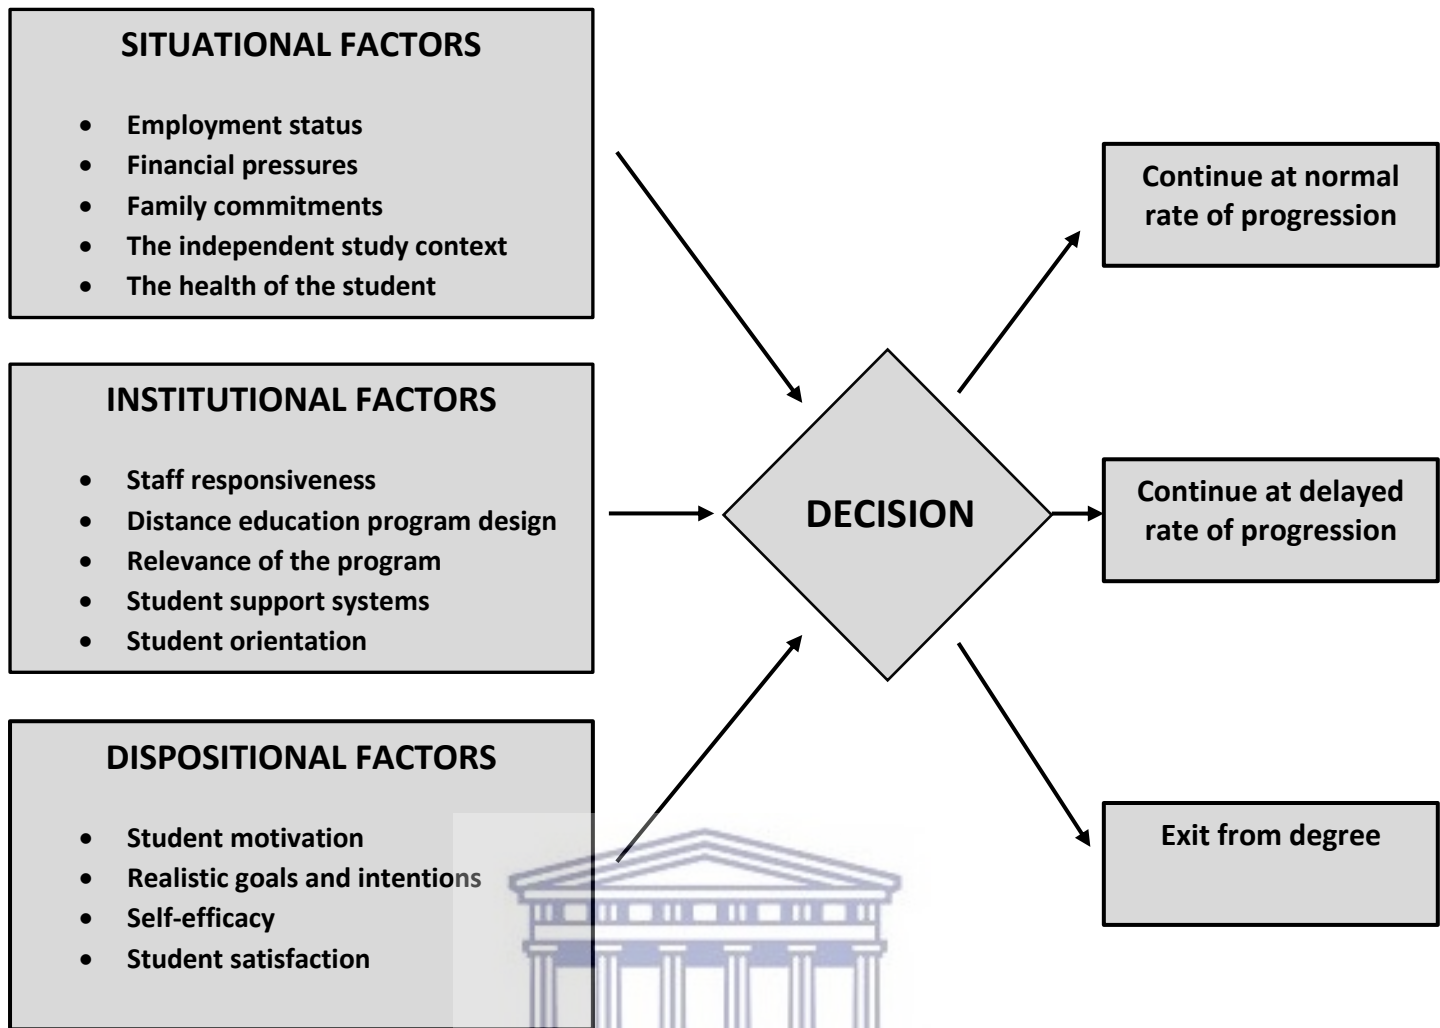 SITUATIONAL FACTORS
• Employment status
• Financial pressures
• Family commitments
• The independent study context
• The health of the student
INSTITUTIONAL FACTORS
• Staff responsiveness
• Distance education program design
• Relevance of the program
• Student support systems
• Student orientation
DISPOSITIONAL FACTORS
• Student motivation
• Realistic goals and intentions
• Self-efficacy
• Student satisfaction
DECISION
Continue at normal
rate of progression
Continue at delayed
rate of progression
Exit from degree